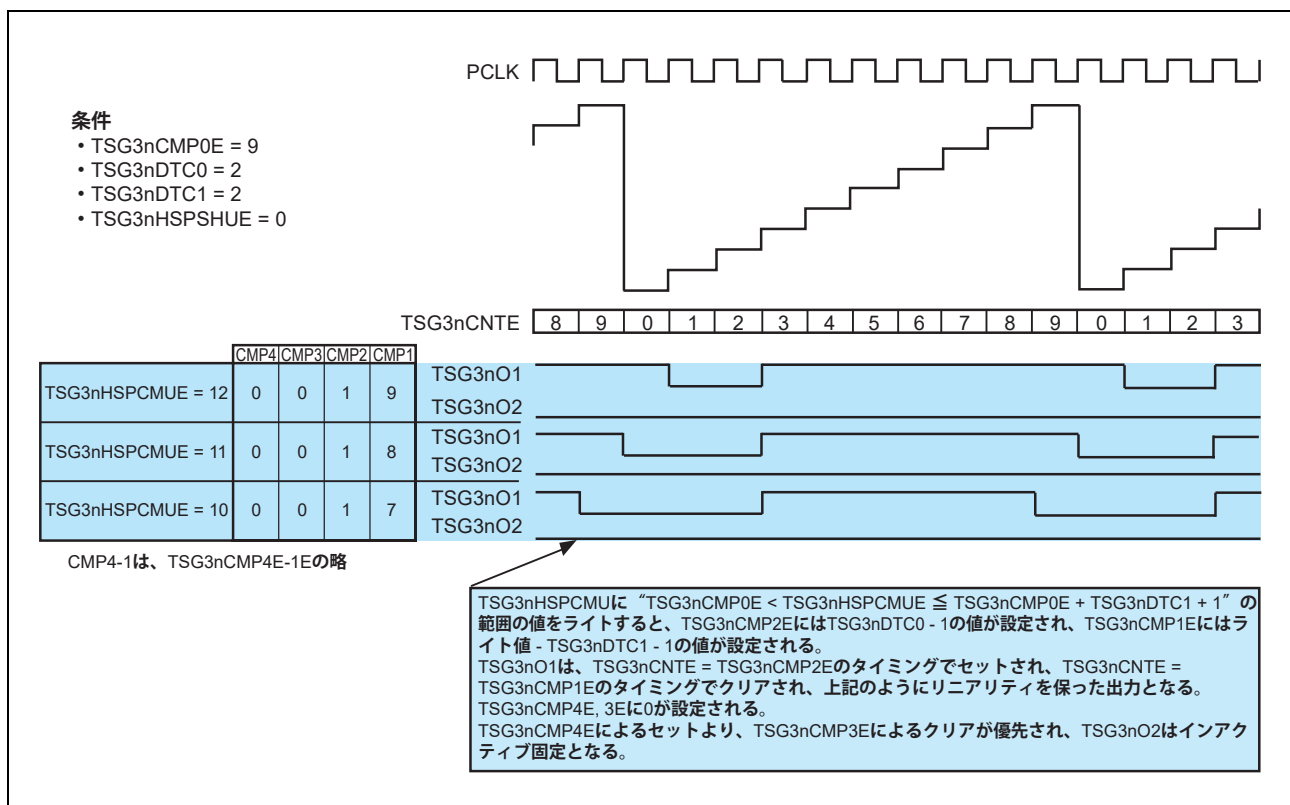 PCLK
条件
・TSG3nCMP0E = 9
・TSG3nDTC0 = 2
・TSG3nDTC1 = 2
・TSG3nHSPSHUE = 0
TSG3nCNTE 8 9 0 1 2 3 4 5 6 7 8 9 0 1 2 3
CMP4 CMP3 CMP2 CMP1
TSG3nHSPCMUE = 12 0 0 1 9
TSG3nO1
TSG3nO2
TSG3nHSPCMUE = 11 0 0 1 8
TSG3nO1
TSG3nO2
TSG3nHSPCMUE = 10 0 0 1 7
TSG3nO1
TSG3nO2
CMP4-1は、TSG3nCMP4E-1Eの略
TSG3nHSPCMUに〝TSG3nCMP0E < TSG3nHSPCMUE ≦ TSG3nCMP0E + TSG3nDTC1 + 1〞の
範囲の値をライトすると、TSG3nCMP2EにはTSG3nDTC0 - 1の値が設定され、TSG3nCMP1Eにはラ
イト値 - TSG3nDTC1 - 1の値が設定される。
TSG3nO1は、TSG3nCNTE = TSG3nCMP2Eのタイミングでセットされ、TSG3nCNTE =
TSG3nCMP1Eのタイミングでクリアされ、上記のようにリニアリティを保った出力となる。
TSG3nCMP4E, 3Eに0が設定される。
TSG3nCMP4Eによるセットより、TSG3nCMP3Eによるクリアが優先され、TSG3nO2はインアク
ティブ固定となる。